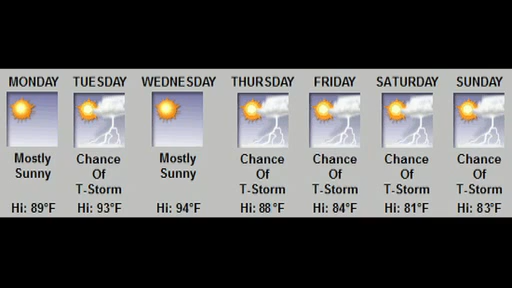 MONDAY TUESDAY WEDNESDAY THURSDAY FRIDAY SATURDAY SUNDAY
Mostly Sunny
Chance Of T-Storm
Mostly Sunny
Chance Of T-Storm
Chance Of T-Storm
Chance Of T-Storm
Chance Of T-Storm
Hi: 89°F Hi: 93°F Hi: 94°F Hi: 88°F Hi: 84°F Hi: 81°F Hi: 83°F